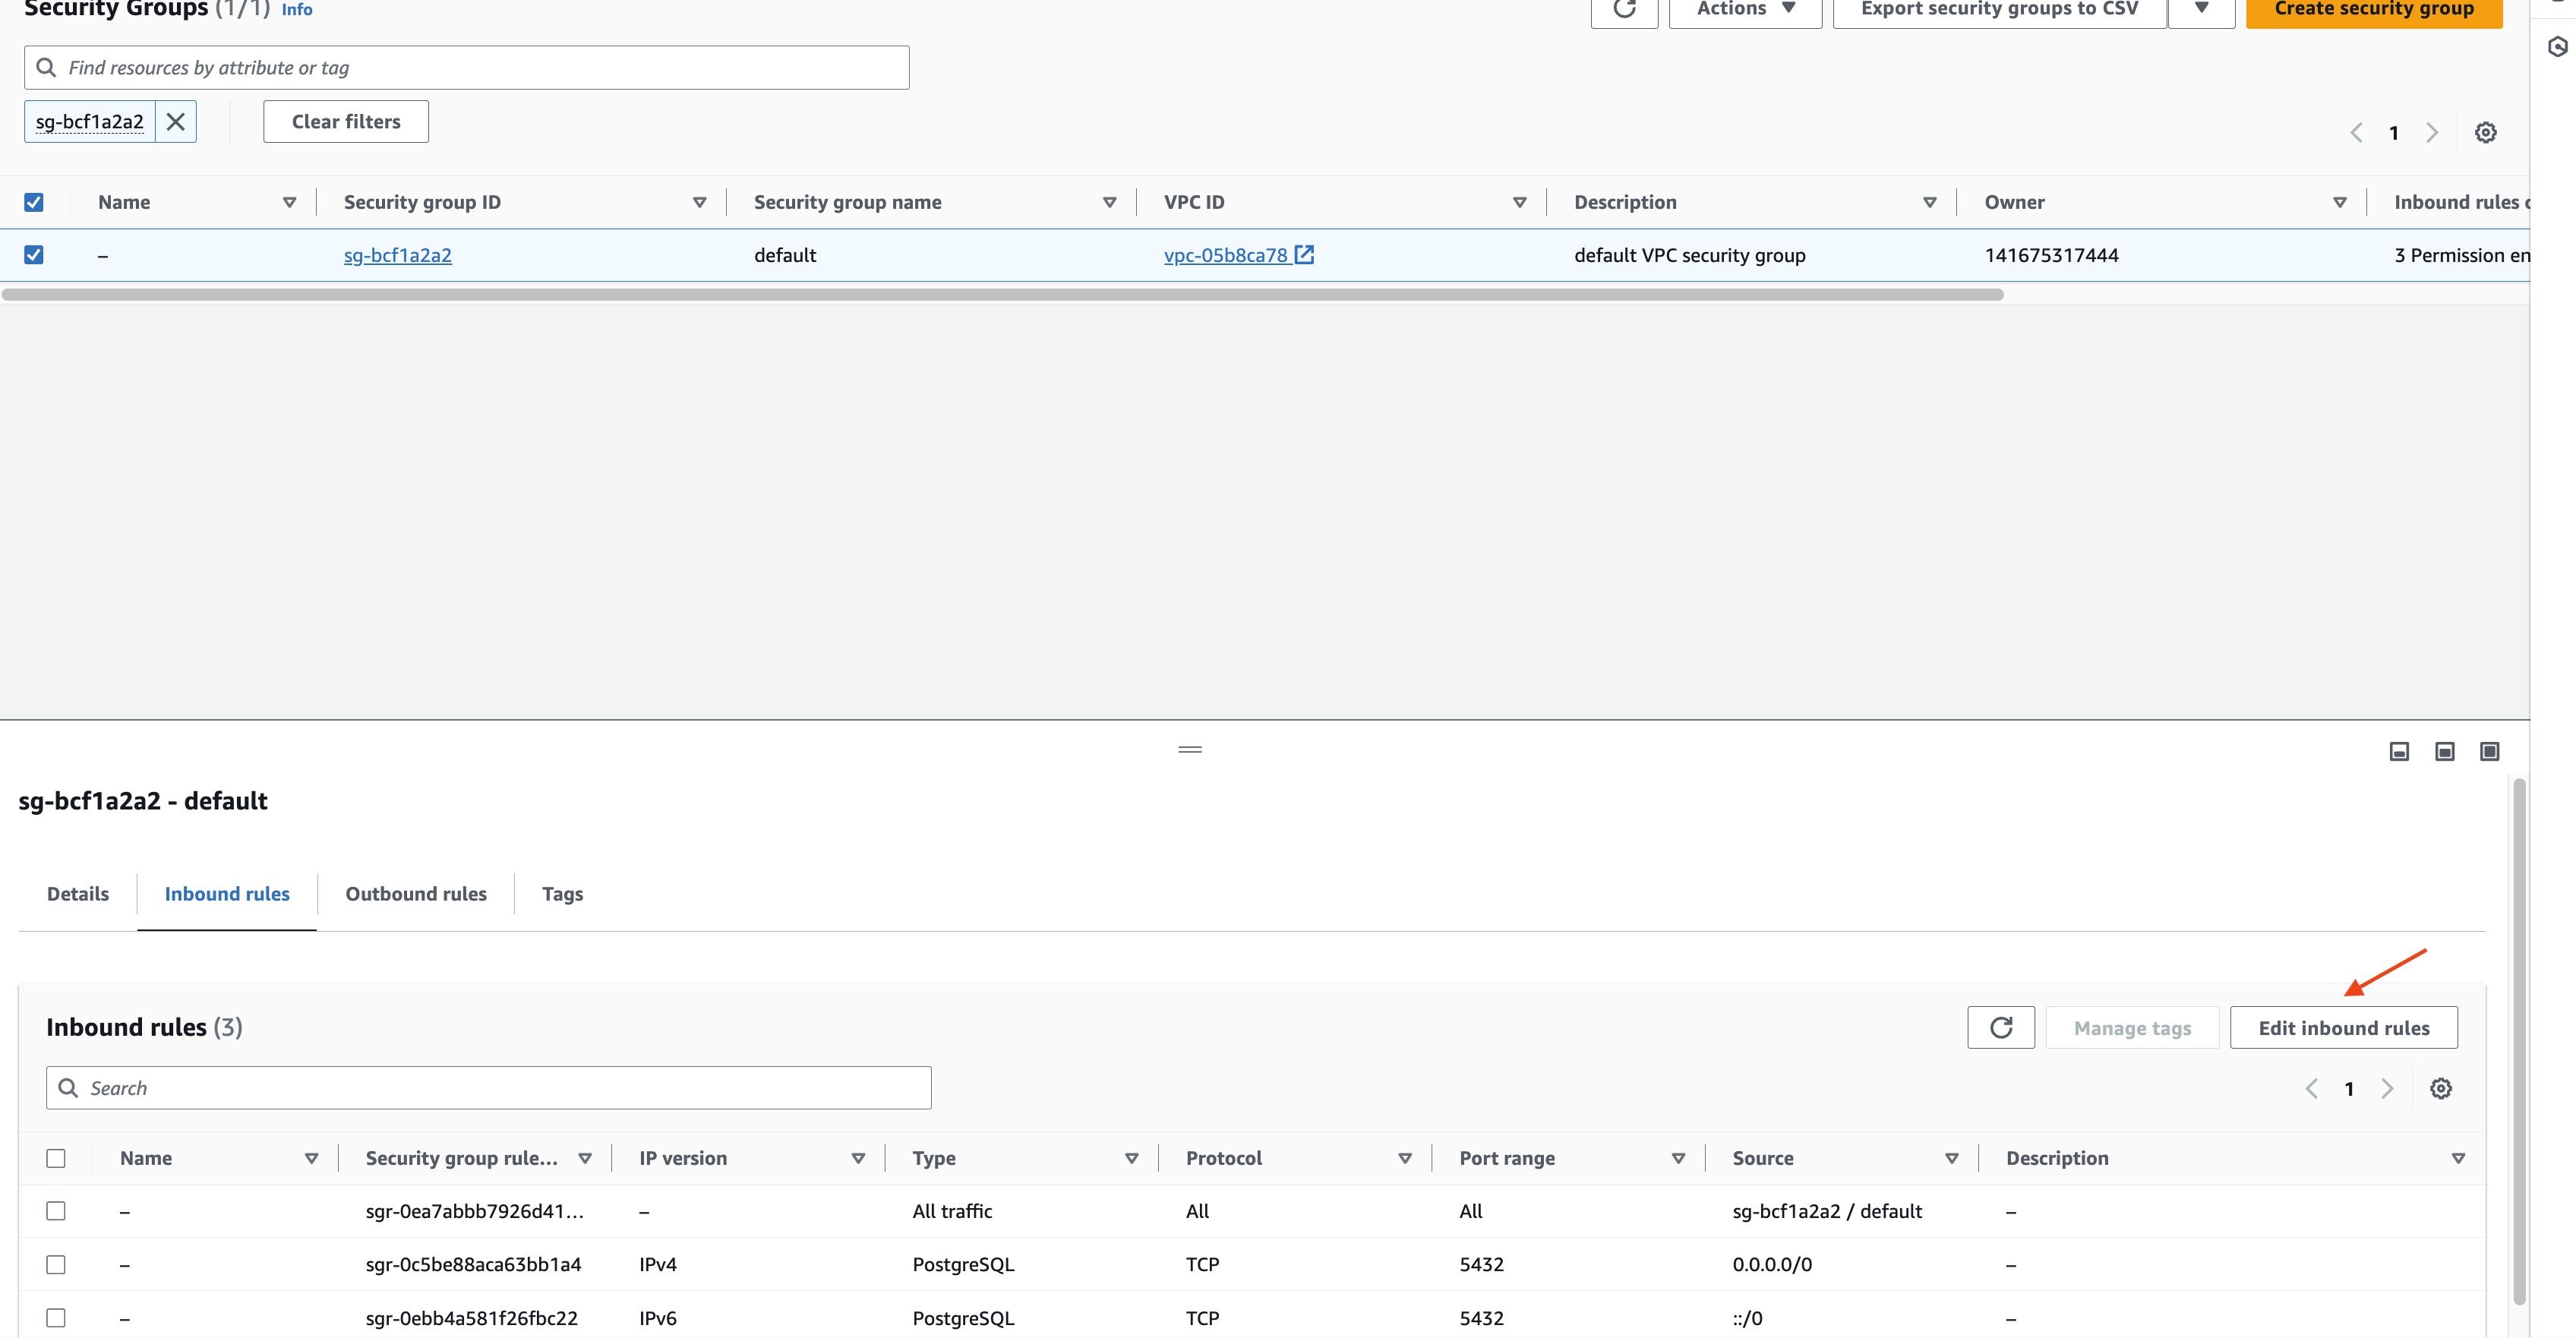 Security Groups (1/1) Info
Actions
Export security groups to CSV
Create security group
Find resources by attribute or tag
sg-bcf1a2a2
Clear filters
1
Name Security group ID Security group name VPC ID Description Owner Inbound rules
– sg-bcf1a2a2 default vpc-05b8ca78 default VPC security group 141675317444 3 Permission en
sg-bcf1a2a2 - default
Details Inbound rules Outbound rules Tags
Inbound rules (3)
Manage tags
Edit inbound rules
Search
1
Name Security group rule... IP version Type Protocol Port range Source Description
– sgr-0ea7abbb7926d41... – All traffic All All sg-bcf1a2a2 / default –
– sgr-0c5be88aca63bb1a4 IPv4 PostgreSQL TCP 5432 0.0.0.0/0 –
– sgr-0ebb4a581f26fbc22 IPv6 PostgreSQL TCP 5432 ::/0 –